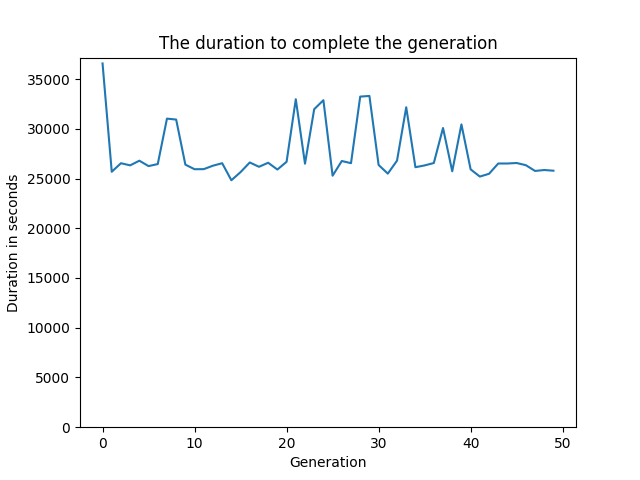 The duration to complete the generation
35000
30000
25000
20000
15000
10000
5000
0
Duration in seconds
0 10 20 30 40 50
Generation